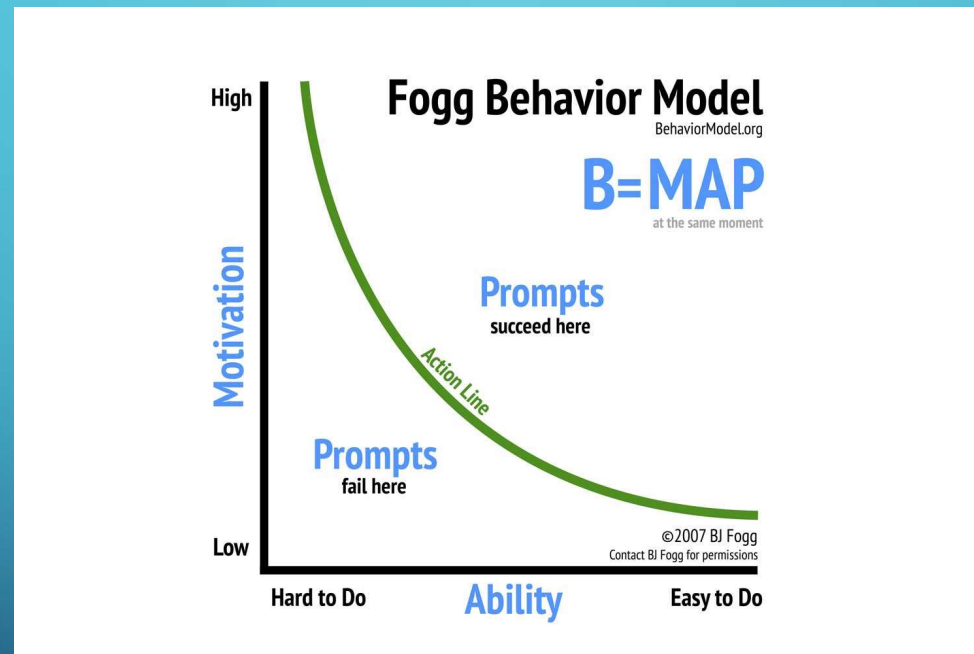 High
Fogg Behavior Model
BehaviorModel.org
B=MAP
at the same moment
Motivation
Prompts
succeed here
Action Line
Prompts
fail here
©2007 BJ Fogg
Contact BJ Fogg for permissions
Low
Hard to Do
Ability
Easy to Do